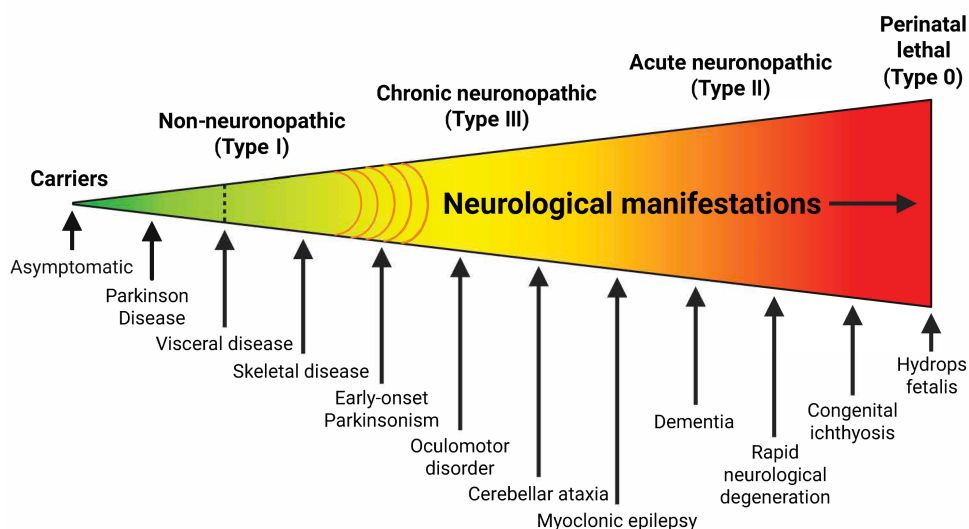 Perinatal
lethal
(Type 0)
Acute neuronopathic
(Type II)
Chronic neuronopathic
(Type III)
Non-neuronopathic
(Type I)
Carriers
Neurological manifestations
Asymptomatic
Parkinson
Disease
Visceral disease
Skeletal disease
Early-onset
Parkinsonism
Oculomotor
disorder
Cerebellar ataxia
Myoclonic epilepsy
Dementia
Rapid
neurological
degeneration
Congenital
ichthyosis
Hydrops
fetalis